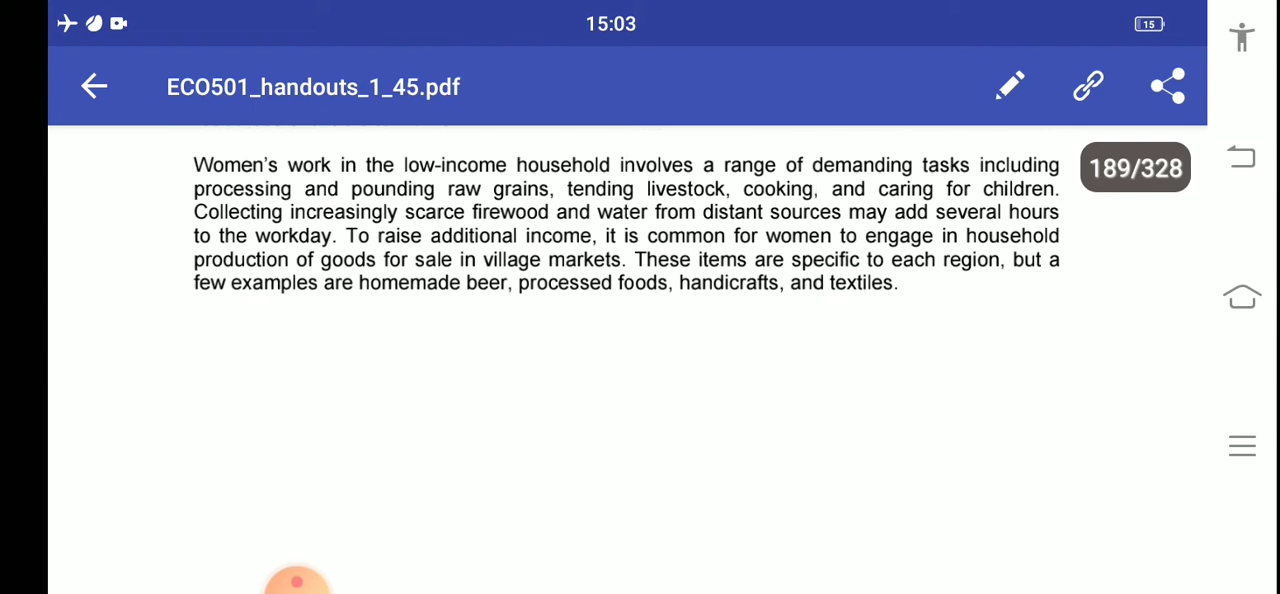 15:03
15
ECO501_handouts_1_45.pdf
Women's work in the low-income household involves a range of demanding tasks including
189/328
processing and pounding raw grains, tending livestock, cooking, and caring for children.
Collecting increasingly scarce firewood and water from distant sources may add several hours
to the workday. To raise additional income, it is common for women to engage in household
production of goods for sale in village markets. These items are specific to each region, but a
few examples are homemade beer, processed foods, handicrafts, and textiles.